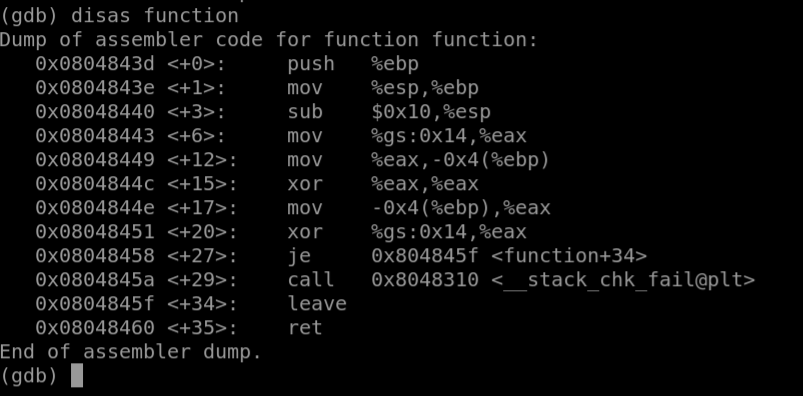 (gdb) disas function
Dump of assembler code for function function:
   0x0804843d <+0>:     push   %ebp
   0x0804843e <+1>:     mov    %esp,%ebp
   0x08048440 <+3>:     sub    $0x10,%esp
   0x08048443 <+6>:     mov    %gs:0x14,%eax
   0x08048449 <+12>:    mov    %eax,-0x4(%ebp)
   0x0804844c <+15>:    xor    %eax,%eax
   0x0804844e <+17>:    mov    -0x4(%ebp),%eax
   0x08048451 <+20>:    xor    %gs:0x14,%eax
   0x08048458 <+27>:    je     0x804845f <function+34>
   0x0804845a <+29>:    call   0x8048310 <__stack_chk_fail@plt>
   0x0804845f <+34>:    leave
   0x08048460 <+35>:    ret
End of assembler dump.
(gdb)